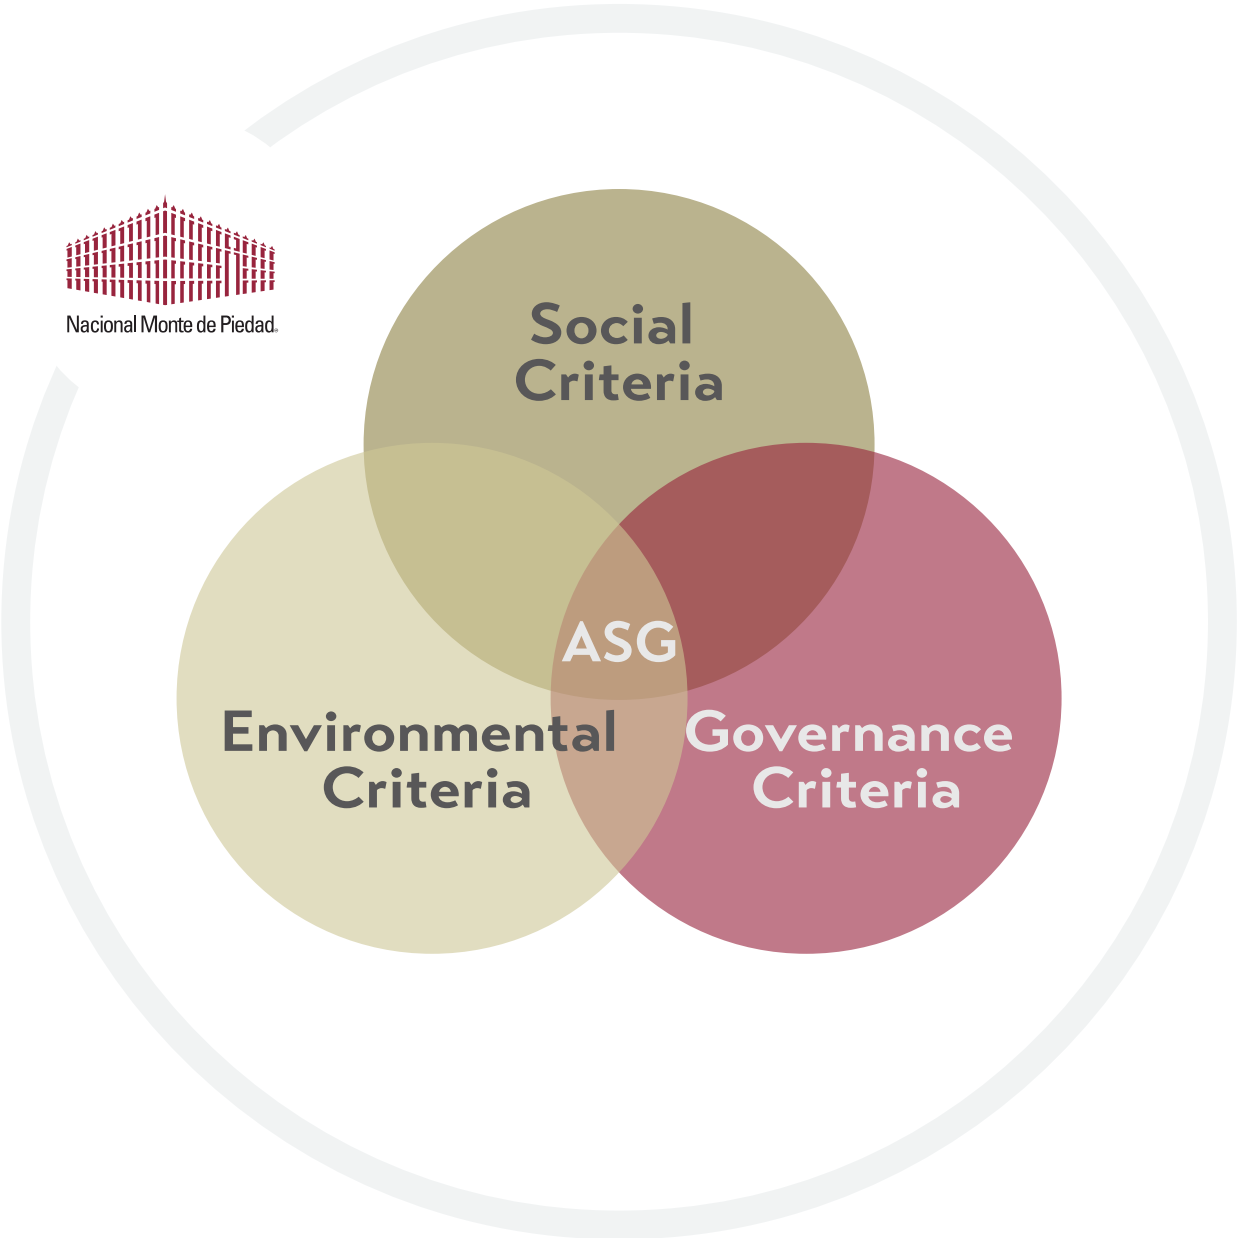 Nacional Monte de Piedad®
Social
Criteria
ASG
Environmental
Criteria
Governance
Criteria